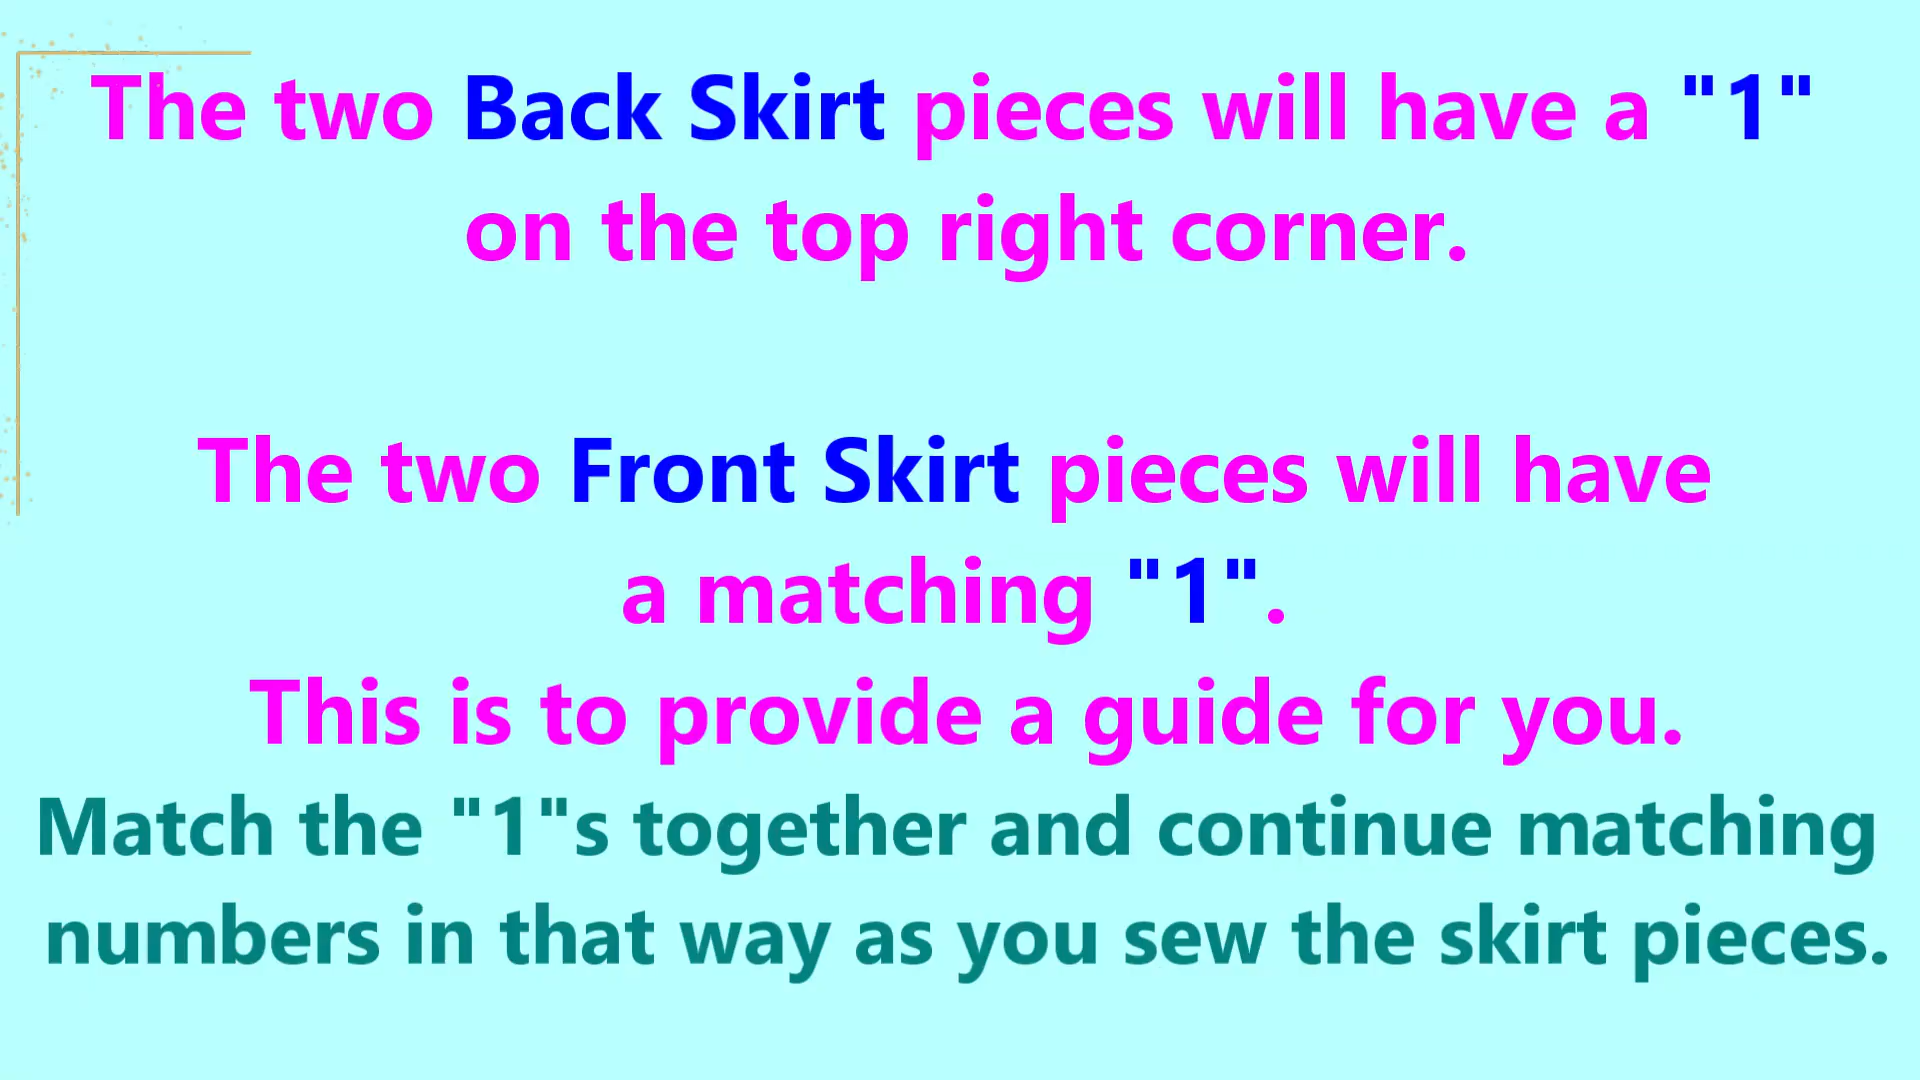 The two Back Skirt pieces will have a "1"
on the top right corner.
The two Front Skirt pieces will have
a matching "1".
This is to provide a guide for you.
Match the "1"s together and continue matching
numbers in that way as you sew the skirt pieces.